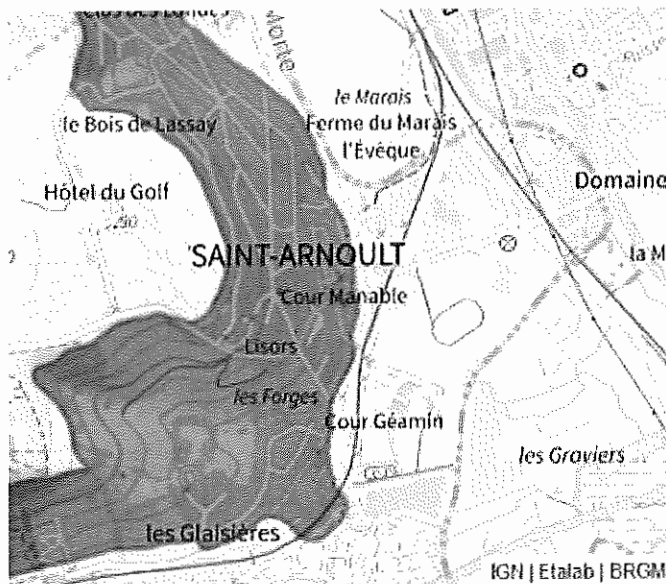 Morte
le Marais
Ferme du Marais
l'Évêque
le Bois de Lassay
Hôtel du Golf
Domaine
SAINT-ARNOULT
la M
Cour Manable
Lisors
les Forges
Cour Géamin
les Graviers
les Glaisières
IGN | Etalab | BRGM